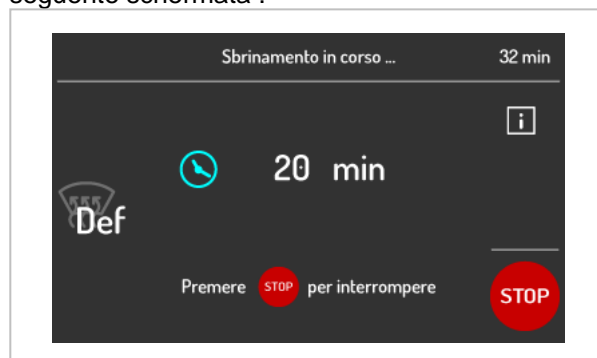 seguente schermata :
Sbrinamento in corso ... 32 min
i
20 min
Def
Premere STOP per interrompere
STOP